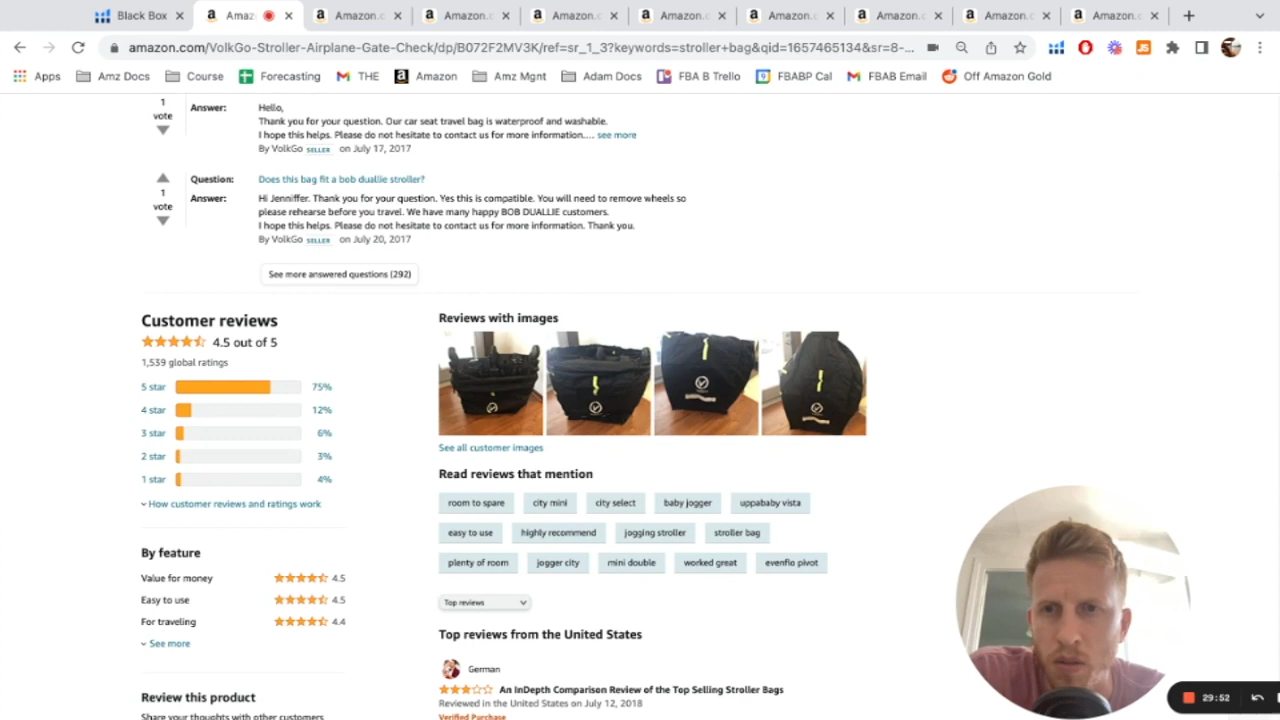 Black Box
Amaz
Amazon.c
Amazon.c
Amazon.c
Amazon.c
Amazon.c
Amazon.c
Amazon.c
Amazon.c
amazon.com/VolkGo-Stroller-Airplane-Gate-Check/dp/B072F2MV3K/ref=sr_1_3?keywords=stroller+bag&qid=1657465134&sr=8-...
Apps
Amz Docs
Course
Forecasting
THE
Amazon
Amz Mgnt
Adam Docs
FBA B Trello
FBABP Cal
FBAB Email
Off Amazon Gold
1
vote
Answer:
Hello,
Thank you for your question. Our car seat travel bag is waterproof and washable.
I hope this helps. Please do not hesitate to contact us for more information.... see more
By VolkGo SELLER on July 17, 2017
1
vote
Question:
Does this bag fit a bob duallie stroller?
Answer:
Hi Jenniffer. Thank you for your question. Yes this is compatible. You will need to remove wheels so
please rehearse before you travel. We have many happy BOB DUALLIE customers.
I hope this helps. Please do not hesitate to contact us for more information. Thank you.
By VolkGo SELLER on July 20, 2017
See more answered questions (292)
Customer reviews
4.5 out of 5
1,539 global ratings
5 star 75%
4 star 12%
3 star 6%
2 star 3%
1 star 4%
How customer reviews and ratings work
By feature
Value for money 4.5
Easy to use 4.5
For traveling 4.4
See more
Review this product
Share your thoughts with other customers
Reviews with images
See all customer images
Read reviews that mention
room to spare city mini city select baby jogger uppababy vista
easy to use highly recommend jogging stroller stroller bag
plenty of room jogger city mini double worked great evenflo pivot
Top reviews
Top reviews from the United States
German
An InDepth Comparison Review of the Top Selling Stroller Bags
Reviewed in the United States on July 12, 2018
Verified Purchase
29:52